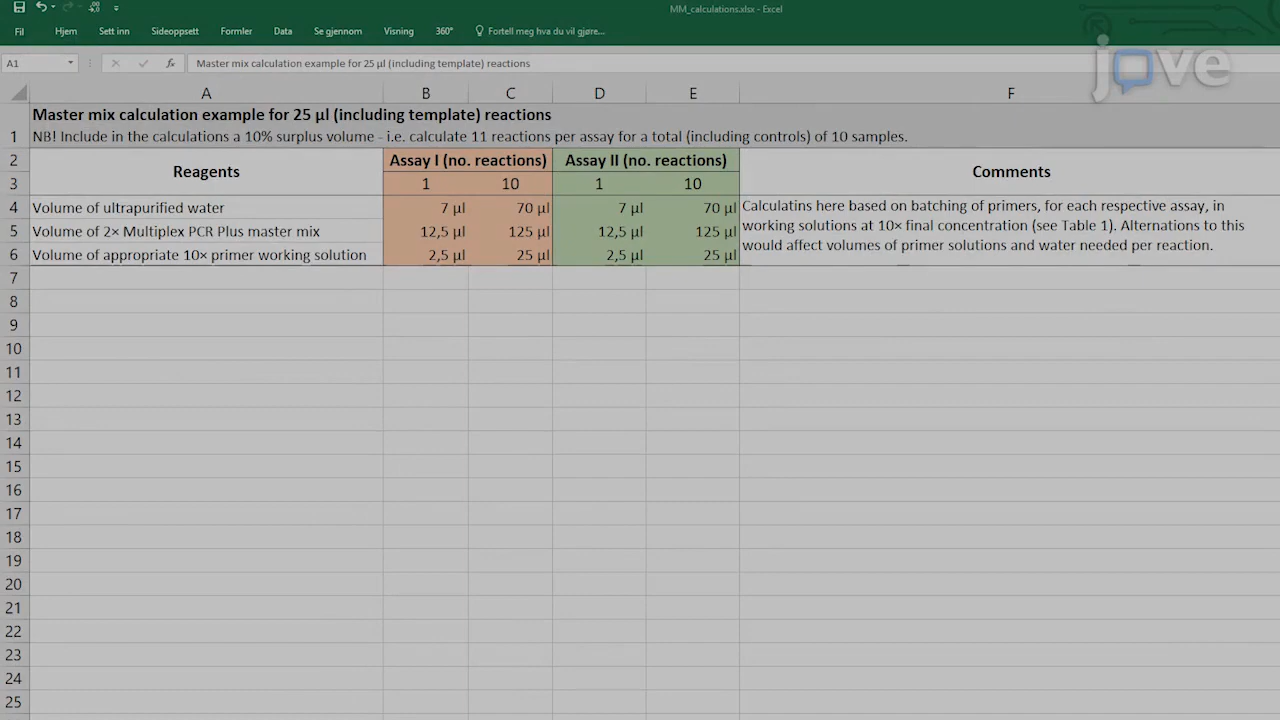 MM_calculations.xlsx - Excel
Fil Hjem Sett inn Sideoppsett Formler Data Se gjennom Visning 360° Fortell meg hva du vil gjøre...
jove
A1 fx Master mix calculation example for 25 µl (including template) reactions
A B C D E F
Master mix calculation example for 25 µl (including template) reactions
1 NB! Include in the calculations a 10% surplus volume - i.e. calculate 11 reactions per assay for a total (including controls) of 10 samples.
2 Reagents Assay I (no. reactions) Assay II (no. reactions) Comments
3 1 10 1 10
4 Volume of ultrapurified water 7 µl 70 µl 7 µl 70 µl Calculatins here based on batching of primers, for each respective assay, in
5 Volume of 2× Multiplex PCR Plus master mix 12,5 µl 125 µl 12,5 µl 125 µl working solutions at 10× final concentration (see Table 1). Alternations to this
6 Volume of appropriate 10× primer working solution 2,5 µl 25 µl 2,5 µl 25 µl would affect volumes of primer solutions and water needed per reaction.
7
8
9
10
11
12
13
14
15
16
17
18
19
20
21
22
23
24
25